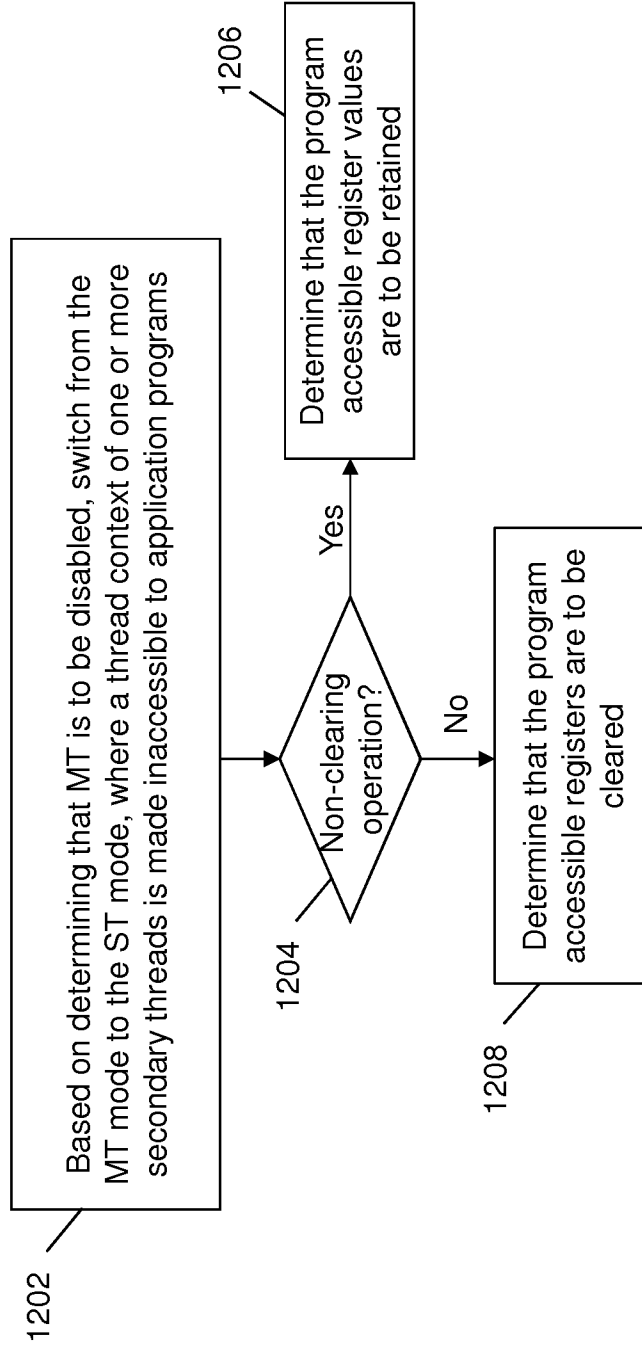 1202
Based on determining that MT is to be disabled, switch from the
MT mode to the ST mode, where a thread context of one or more
secondary threads is made inaccessible to application programs
1204
Non-clearing
operation?
Yes
1206
Determine that the program
accessible register values
are to be retained
No
1208
Determine that the program
accessible registers are to be
cleared